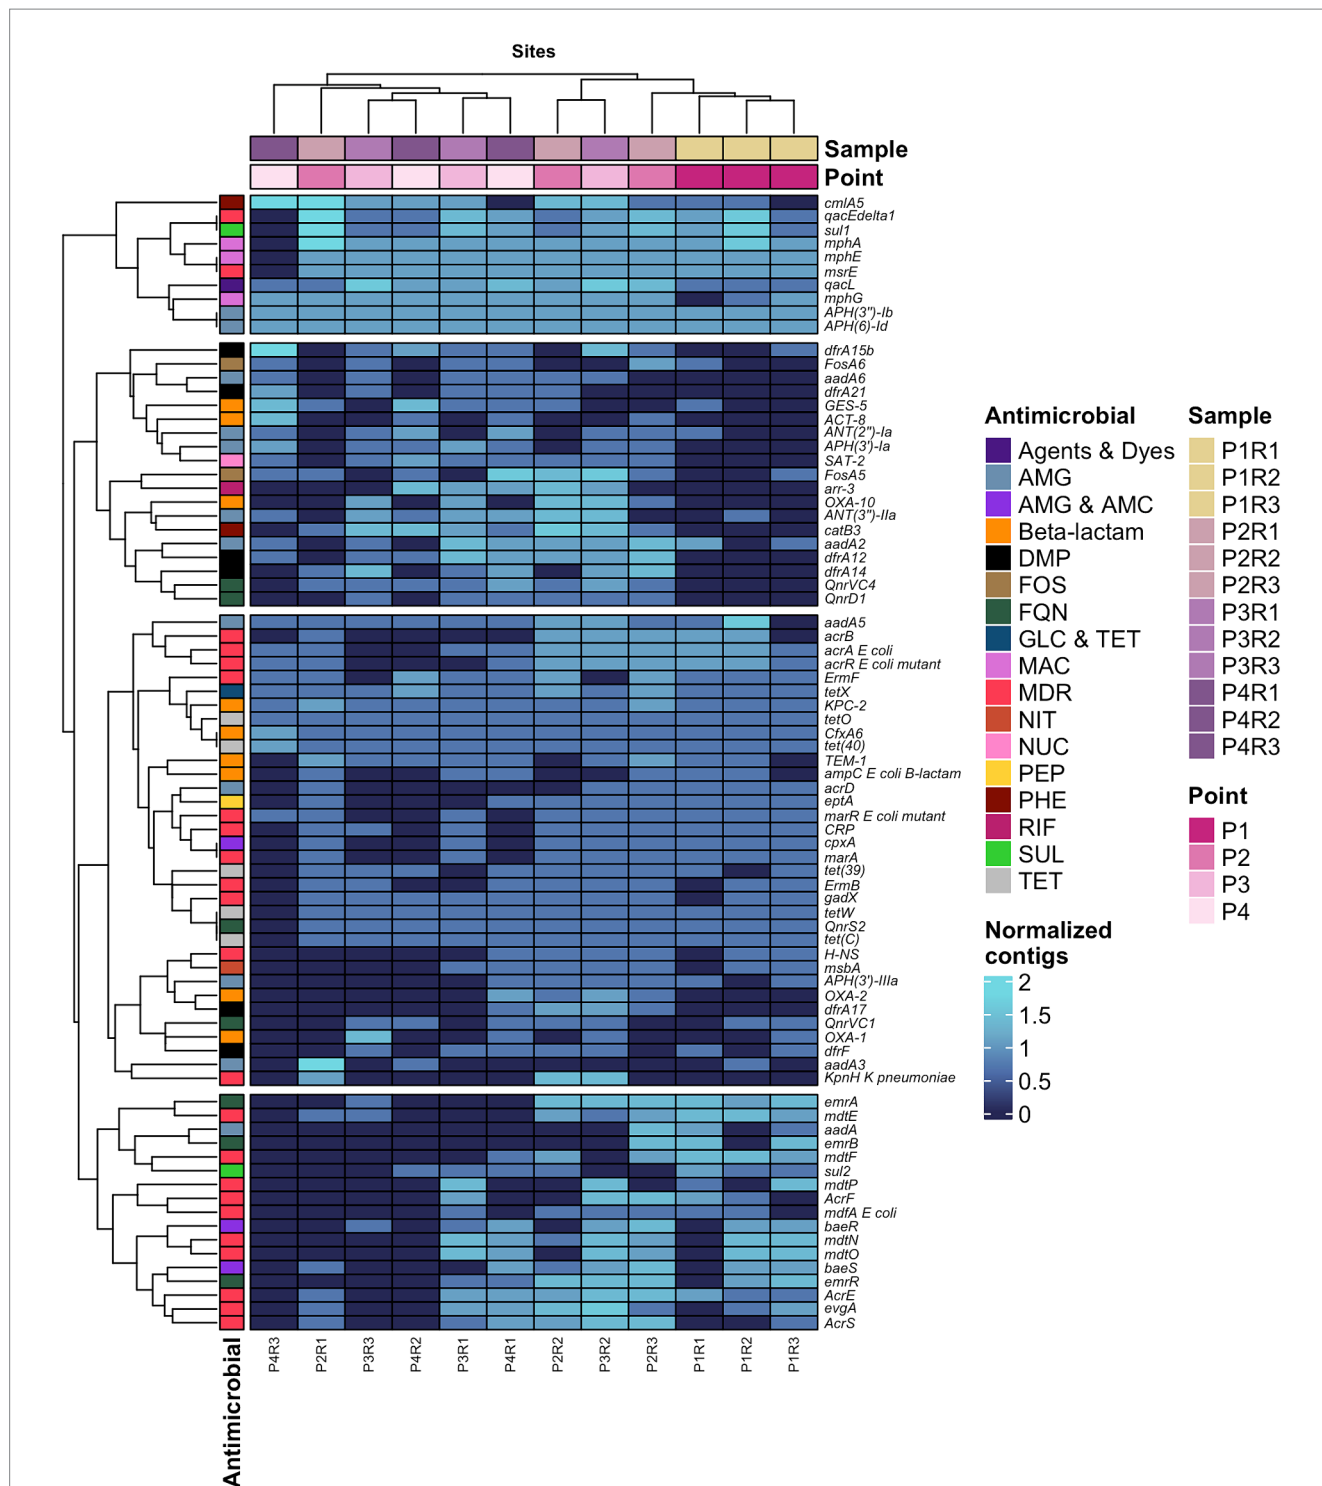 Sites
Sample
Point
cmlA5
qacEdelta1
sul1
mphA
mphE
msrE
qacL
mphG
APH(3")-Ib
APH(6)-Id
dfrA15b
FosA6
aadA6
dfrA21
GES-5
ACT-8
ANT(2")-Ia
APH(3')-Ia
SAT-2
FosA5
arr-3
OXA-10
ANT(3")-IIa
catB3
aadA2
dfrA12
dfrA14
QnrVC4
QnrD1
aadA5
acrB
acrA E coli
acrR E coli mutant
ErmF
tetX
KPC-2
tetO
CfxA6
tet(40)
TEM-1
ampC E coli B-lactam
acrD
eptA
marR E coli mutant
CRP
cpxA
marA
tet(39)
ErmB
gadX
tetW
QnrS2
tet(C)
H-NS
msbA
APH(3')-IIIa
OXA-2
dfrA17
QnrVC1
OXA-1
dfrF
aadA3
KpnH K pneumoniae
emrA
mdtE
aadA
emrB
mdtF
sul2
mdtP
AcrF
mdfA E coli
baeR
mdtN
mdtO
baeS
emrR
AcrE
evgA
AcrS
P4R3 P2R1 P3R3 P4R2 P3R1 P4R1 P2R2 P3R2 P2R3 P1R1 P1R2 P1R3
Antimicrobial
Antimicrobial
Agents & Dyes
AMG
AMG & AMC
Beta-lactam
DMP
FOS
FQN
GLC & TET
MAC
MDR
NIT
NUC
PEP
PHE
RIF
SUL
TET
Normalized
contigs
2
1.5
1
0.5
0
Sample
P1R1
P1R2
P1R3
P2R1
P2R2
P2R3
P3R1
P3R2
P3R3
P4R1
P4R2
P4R3
Point
P1
P2
P3
P4